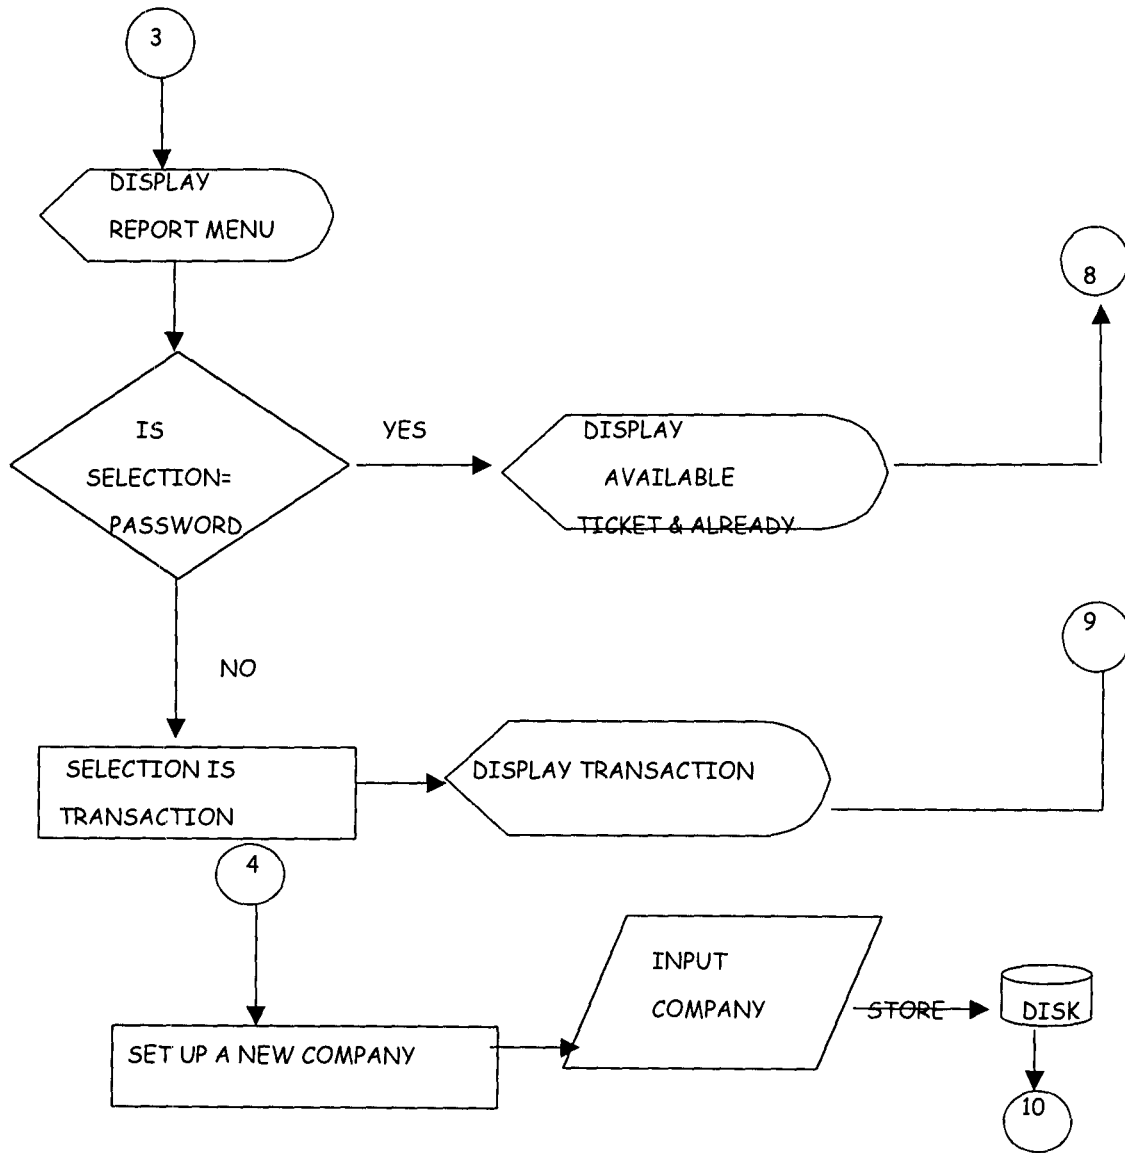 3
DISPLAY
REPORT MENU
8
IS
SELECTION=
PASSWORD
YES
DISPLAY
AVAILABLE
TICKET & ALREADY
9
NO
SELECTION IS
TRANSACTION
DISPLAY TRANSACTION
4
INPUT
COMPANY
STORE
DISK
SET UP A NEW COMPANY
10